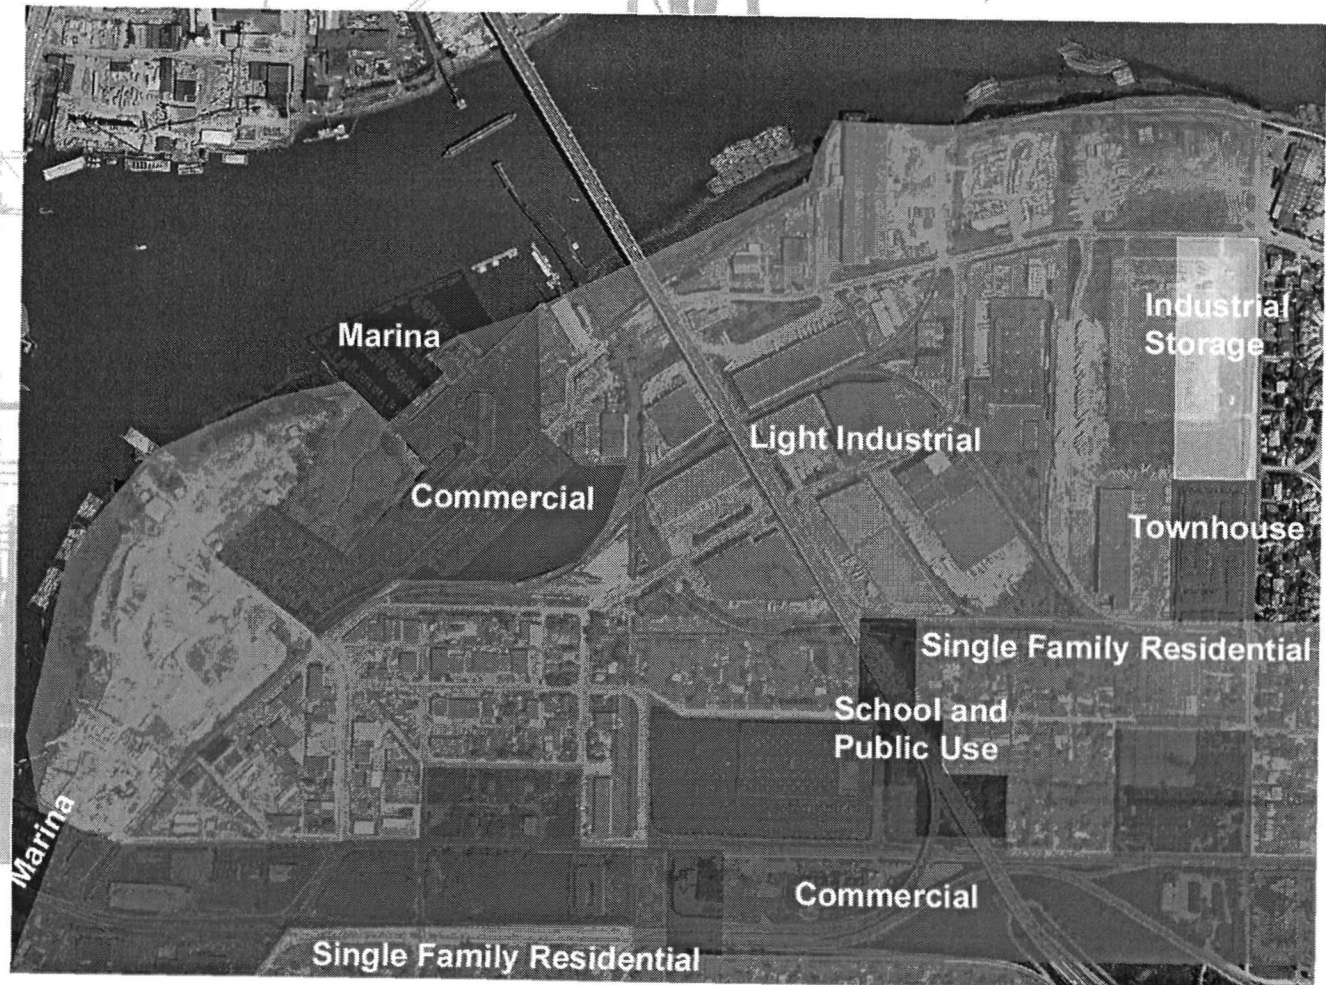 Marina
Industrial
Storage
Light Industrial
Commercial
Townhouse
Single Family Residential
School and
Public Use
Marina
Commercial
Single Family Residential